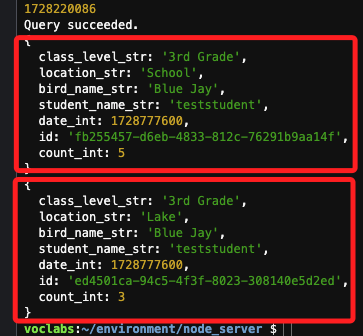 1728220086
Query succeeded.
{
class_level_str: '3rd Grade',
location_str: 'School',
bird_name_str: 'Blue Jay',
student_name_str: 'teststudent',
date_int: 1728777600,
id: 'fb255457-d6eb-4833-812c-76291b9aa14f',
count_int: 5
}
{
class_level_str: '3rd Grade',
location_str: 'Lake',
bird_name_str: 'Blue Jay',
student_name_str: 'teststudent',
date_int: 1728777600,
id: 'ed4501ca-94c5-4f3f-8023-308140e5d2ed',
count_int: 3
}
voclabs:~/environment/node_server $